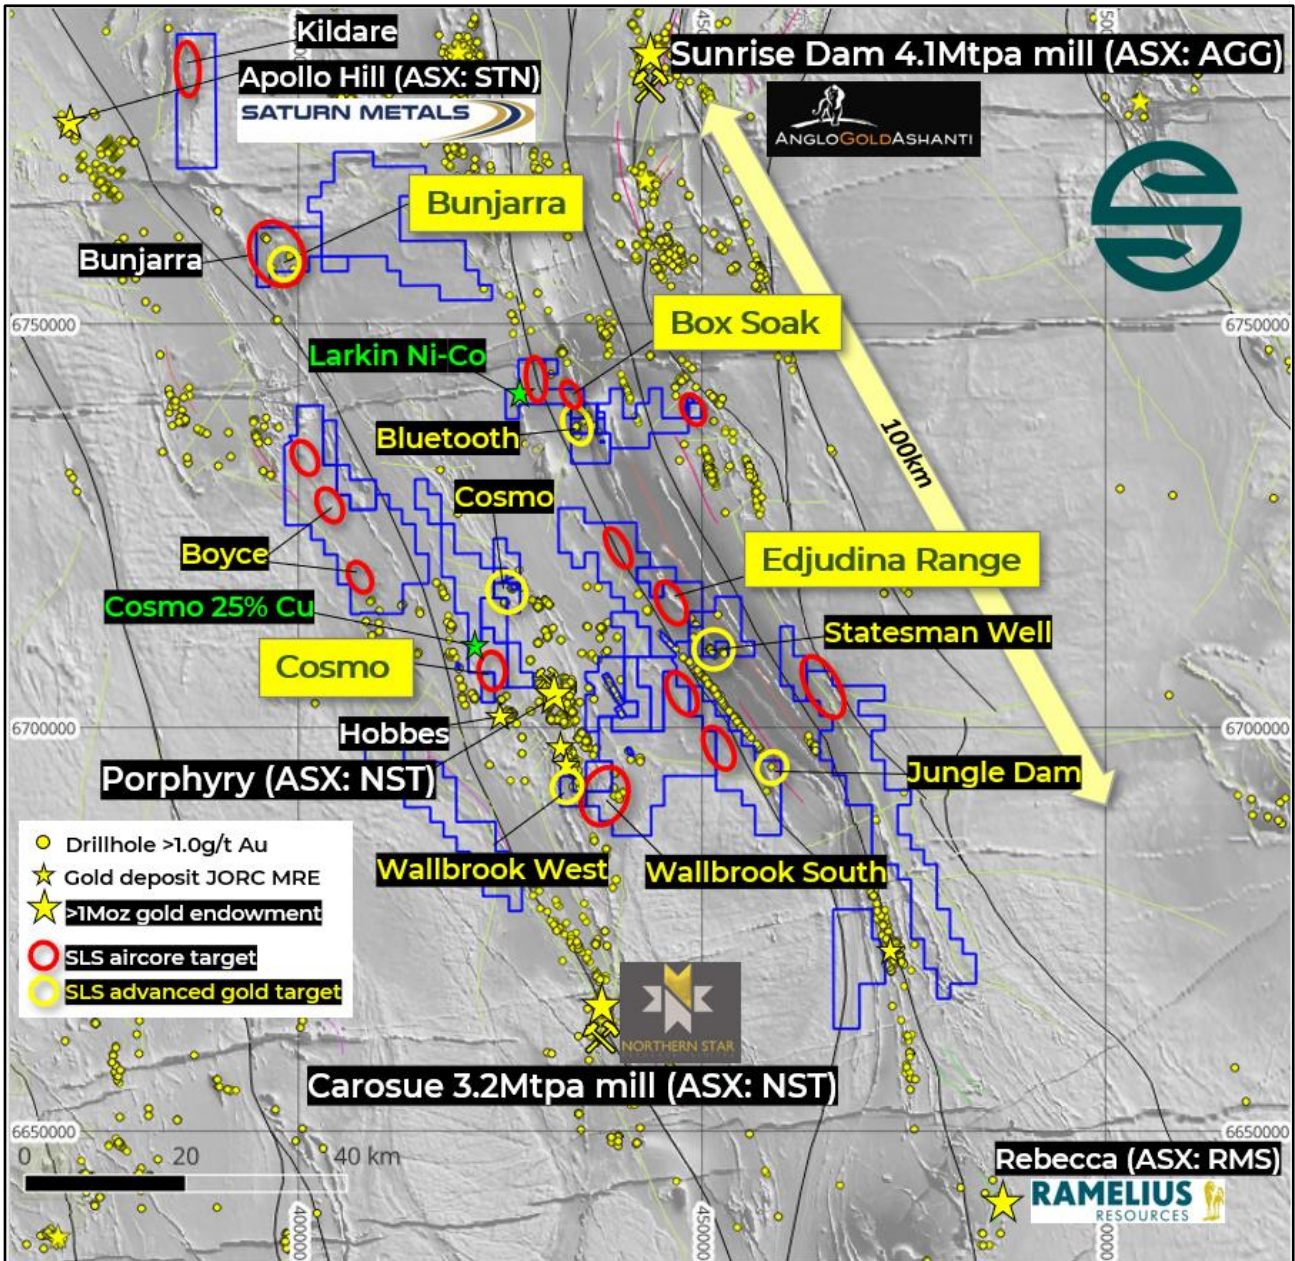 Kildare
Sunrise Dam 4.1Mtpa mill (ASX: AGG)
Apollo Hill (ASX: STN)
SATURN METALS
ANGLOGOLDASHANTI
Bunjarra
Bunjarra
6750000
6750000
Box Soak
Larkin Ni-Co
Bluetooth
100km
Cosmo
Boyce
Edjudina Range
Cosmo 25% Cu
Statesman Well
Cosmo
6700000
6700000
Hobbes
Porphyry (ASX: NST)
Jungle Dam
Wallbrook West
Wallbrook South
Drillhole >1.0g/t Au
Gold deposit JORC MRE
>1Moz gold endowment
SLS aircore target
SLS advanced gold target
NORTHERN STAR
Carosue 3.2Mtpa mill (ASX: NST)
6650000
6650000
0 20 40 km
Rebecca (ASX: RMS)
RAMELIUS
RESOURCES
400000
450000